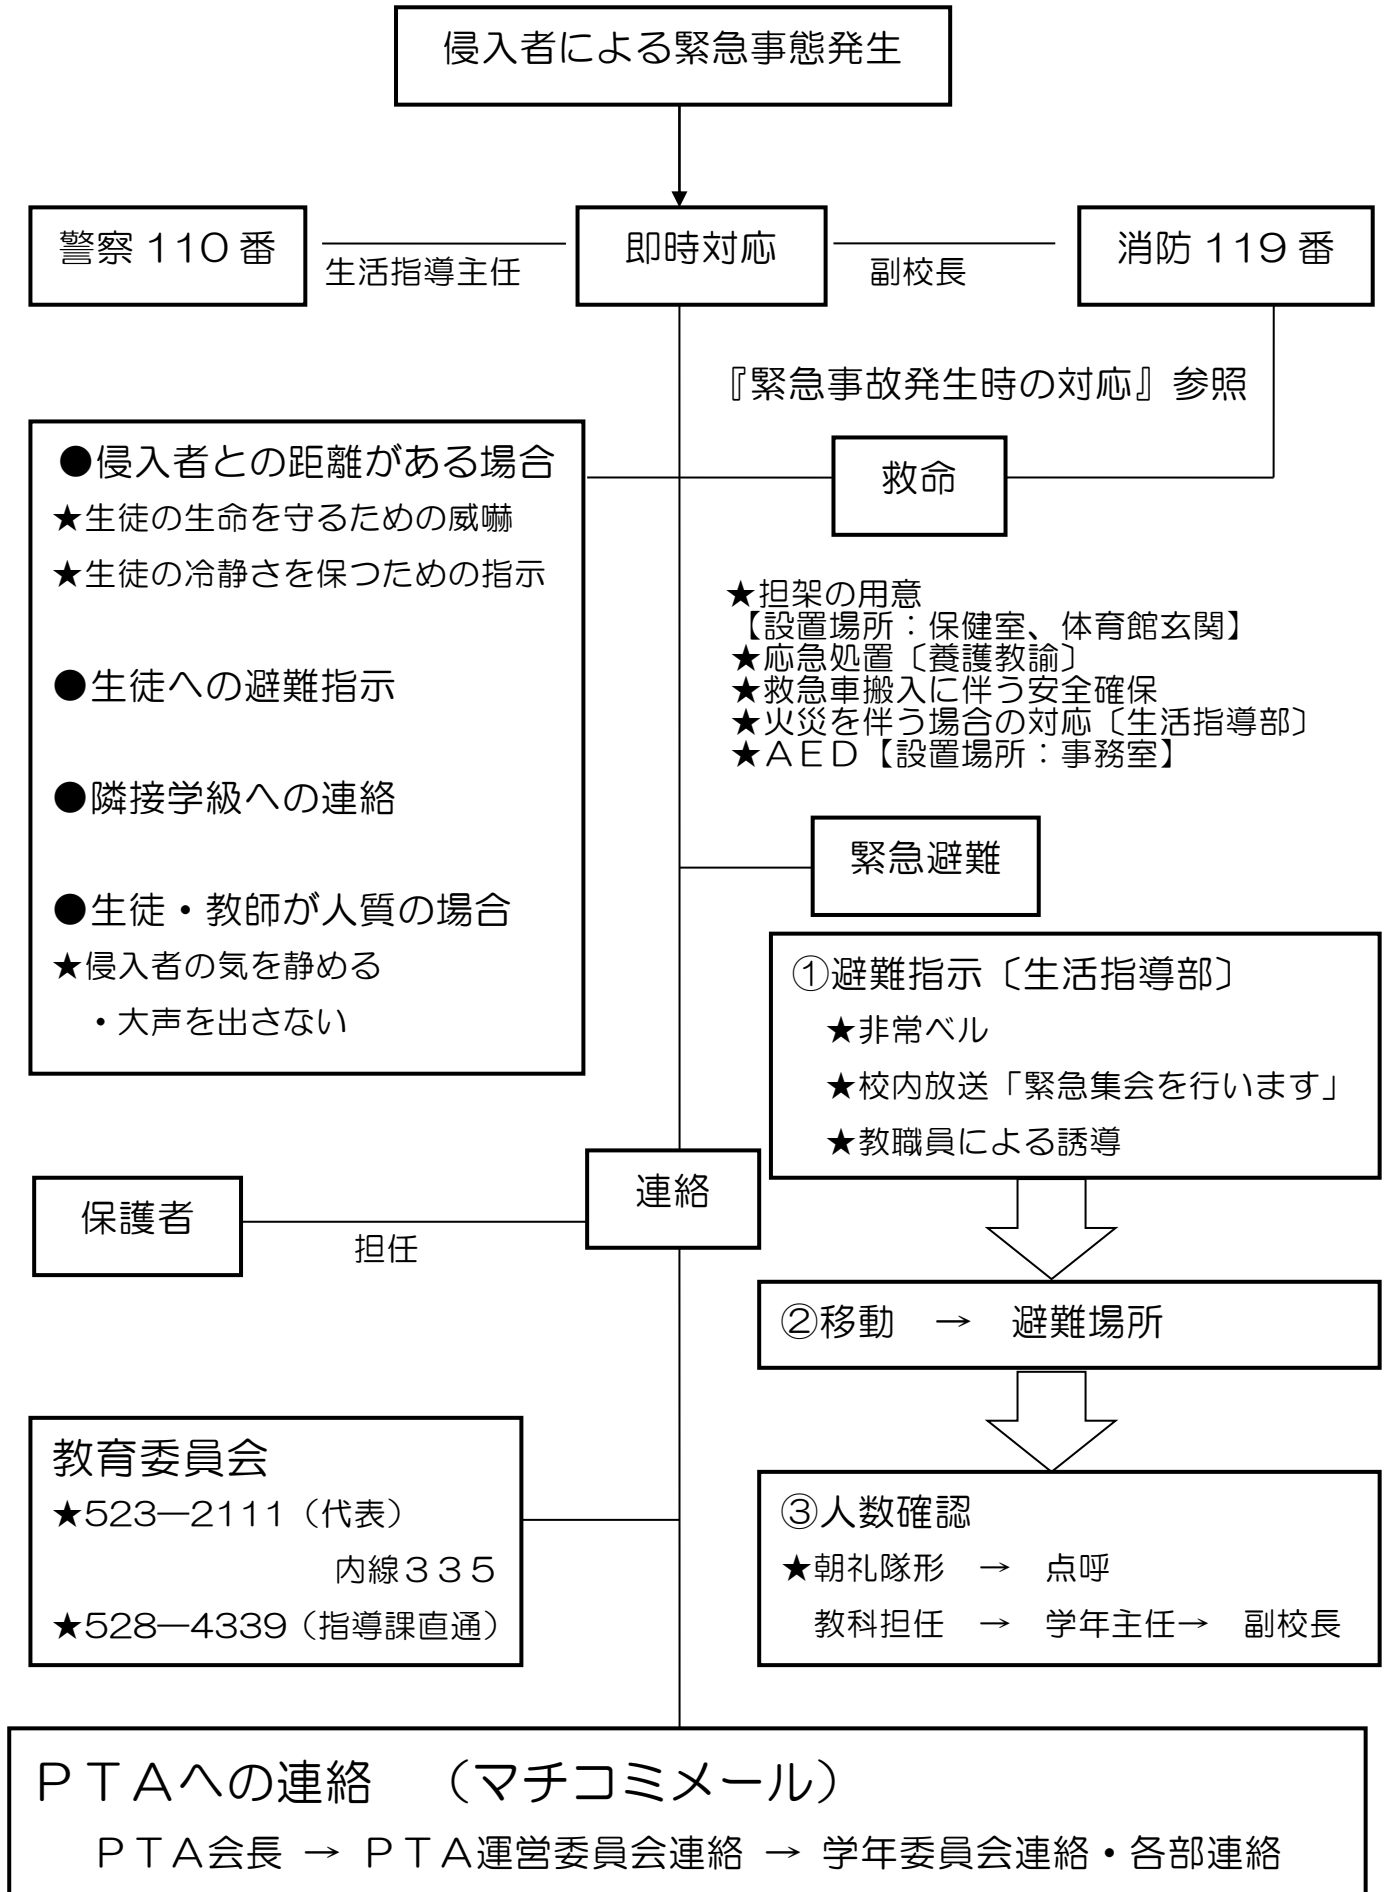 侵入者による緊急事態発生
警察 110 番
生活指導主任
即時対応
副校長
消防 119 番
『緊急事故発生時の対応』参照
●侵入者との距離がある場合
★生徒の生命を守るための威嚇
★生徒の冷静さを保つための指示
●生徒への避難指示
●隣接学級への連絡
●生徒・教師が人質の場合
★侵入者の気を静める
・大声を出さない
救命
★担架の用意
【設置場所：保健室、体育館玄関】
★応急処置〔養護教諭〕
★救急車搬入に伴う安全確保
★火災を伴う場合の対応〔生活指導部〕
★ＡＥＤ【設置場所：事務室】
緊急避難
①避難指示〔生活指導部〕
★非常ベル
★校内放送「緊急集会を行います」
★教職員による誘導
連絡
保護者
担任
②移動　→　避難場所
教育委員会
★523—2111（代表）
内線３３５
★528—4339（指導課直通）
③人数確認
★朝礼隊形　→　点呼
教科担任　→　学年主任→　副校長
ＰＴＡへの連絡　（マチコミメール）
ＰＴＡ会長 → ＰＴＡ運営委員会連絡 → 学年委員会連絡・各部連絡